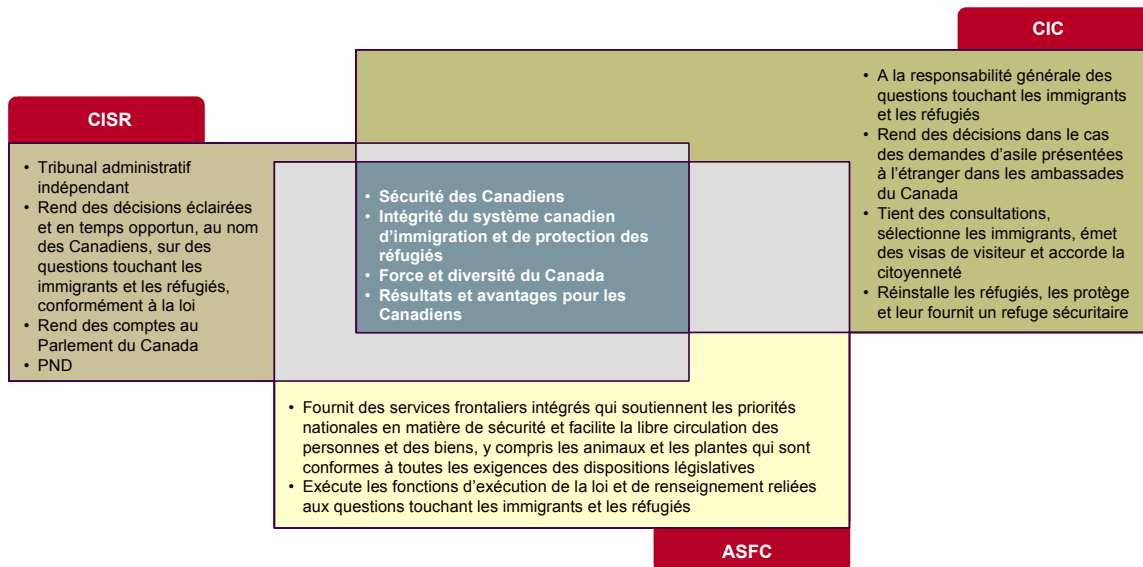 CIC
• A la responsabilité générale des
questions touchant les immigrants
et les réfugiés
• Rend des décisions dans le cas
des demandes d’asile présentées
à l’étranger dans les ambassades
du Canada
• Tient des consultations,
sélectionne les immigrants, émet
des visas de visiteur et accorde la
citoyenneté
• Réinstalle les réfugiés, les protège
et leur fournit un refuge sécuritaire
CISR
• Tribunal administratif
indépendant
• Rend des décisions éclairées
et en temps opportun, au nom
des Canadiens, sur des
questions touchant les
immigrants et les réfugiés,
conformément à la loi
• Rend des comptes au
Parlement du Canada
• PND
• Sécurité des Canadiens
• Intégrité du système canadien
d’immigration et de protection des
réfugiés
• Force et diversité du Canada
• Résultats et avantages pour les
Canadiens
• Fournit des services frontaliers intégrés qui soutiennent les priorités
nationales en matière de sécurité et facilite la libre circulation des
personnes et des biens, y compris les animaux et les plantes qui sont
conformes à toutes les exigences des dispositions législatives
• Exécute les fonctions d’exécution de la loi et de renseignement reliées
aux questions touchant les immigrants et les réfugiés
ASFC